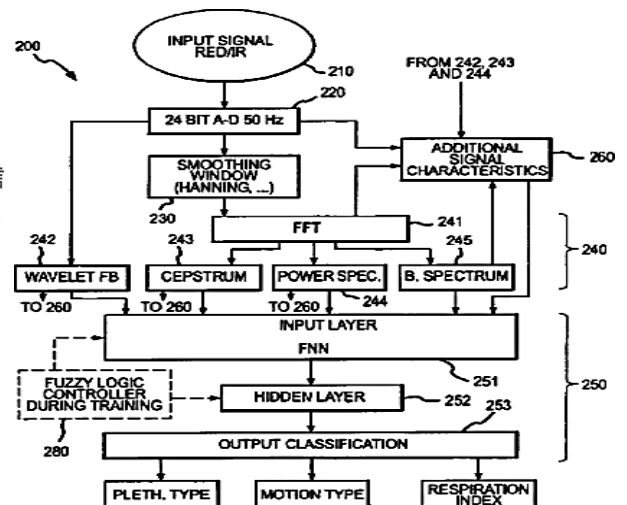 INPUT SIGNAL
RED/IR
200
210
FROM 242, 243
AND 244
220
24 BIT A-D 50 Hz
SMOOTHING
WINDOW
(HANNING, ...)
230
ADDITIONAL
SIGNAL
CHARACTERISTICS
260
241
FFT
242
243
245
240
WAVELET FB
CEPSTRUM
POWER SPEC.
B. SPECTRUM
TO 260
TO 260
TO 260
244
INPUT LAYER
FNN
251
250
FUZZY LOGIC
CONTROLLER
DURING TRAINING
280
HIDDEN LAYER
252
253
OUTPUT CLASSIFICATION
PLETH. TYPE
MOTION TYPE
RESPIRATION
INDEX